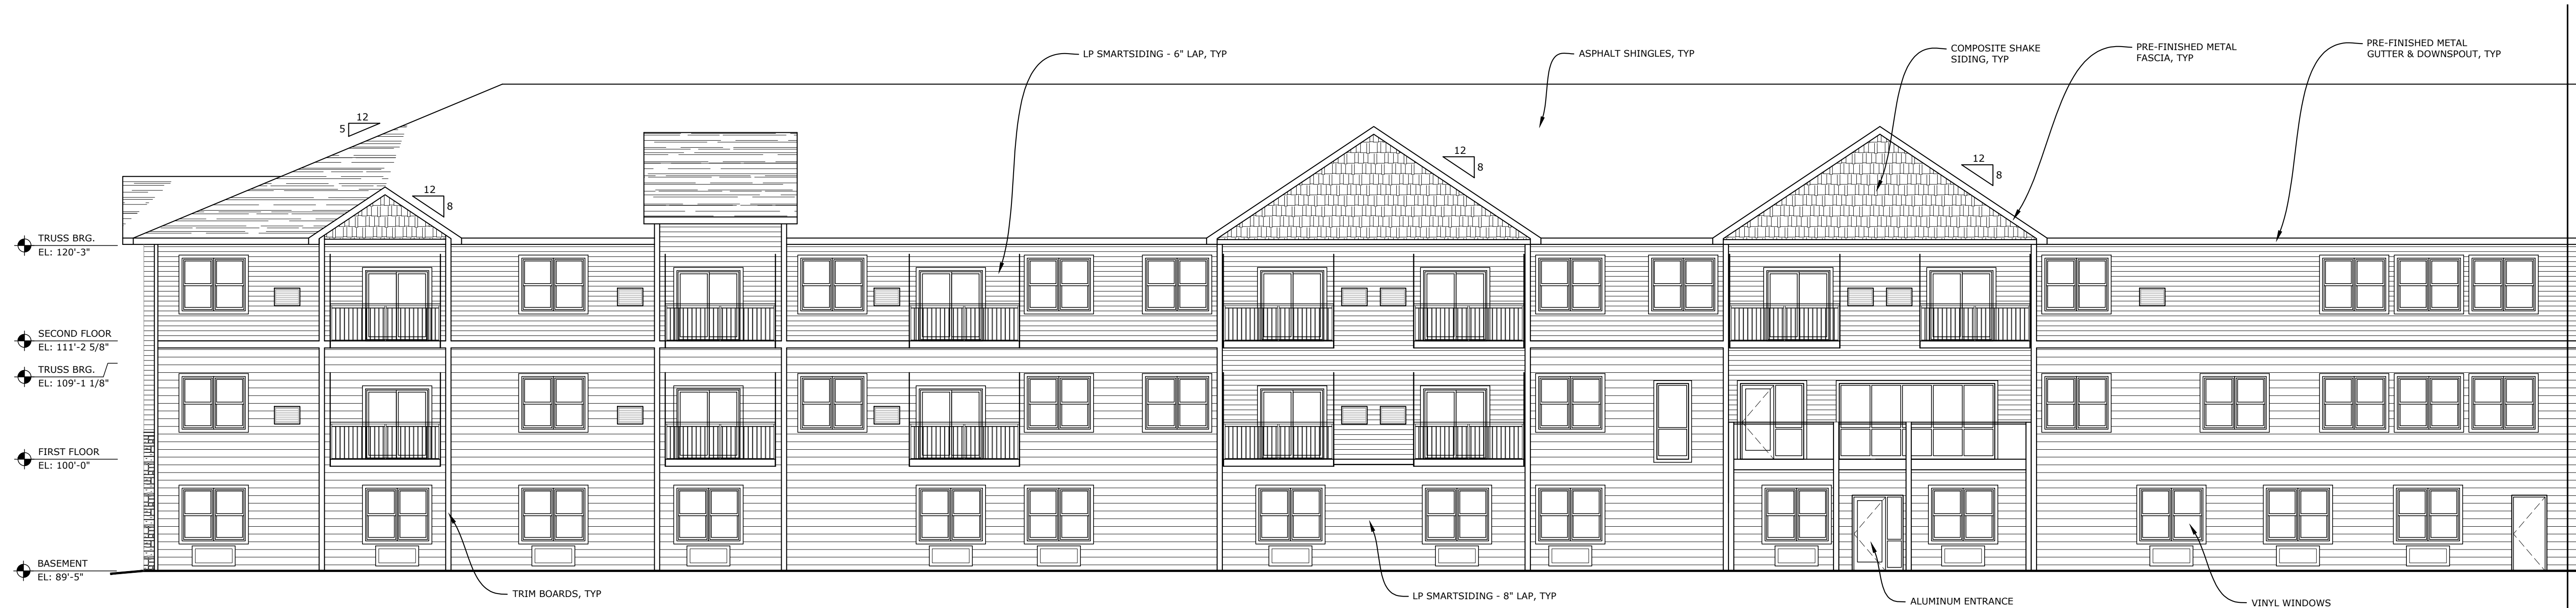 PRE-FINISHED METAL
GUTTER & DOWNSPOUT, TYP
PRE-FINISHED METAL
FASCIA, TYP
COMPOSITE SHAKE
SIDING, TYP
ASPHALT SHINGLES, TYP
LP SMARTSIDING - 6" LAP, TYP
12
5
12
8
12
8
12
8
TRUSS BRG.
EL: 120'-3"
SECOND FLOOR
EL: 111'-2 5/8"
TRUSS BRG.
EL: 109'-1 1/8"
FIRST FLOOR
EL: 100'-0"
BASEMENT
EL: 89'-5"
TRIM BOARDS, TYP
LP SMARTSIDING - 8" LAP, TYP
ALUMINUM ENTRANCE
VINYL WINDOWS